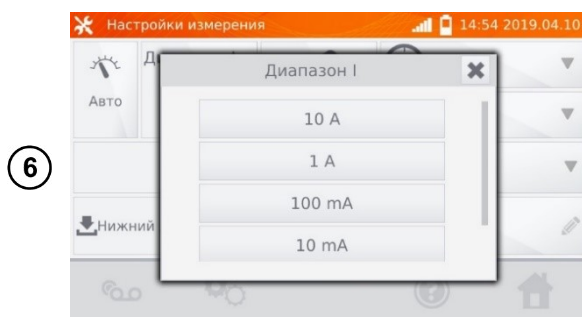 Настройки измерения 14:54 2019.04.10
Диапазон I
Авто
10 A
1 A
6
100 mA
Нижний
10 mA